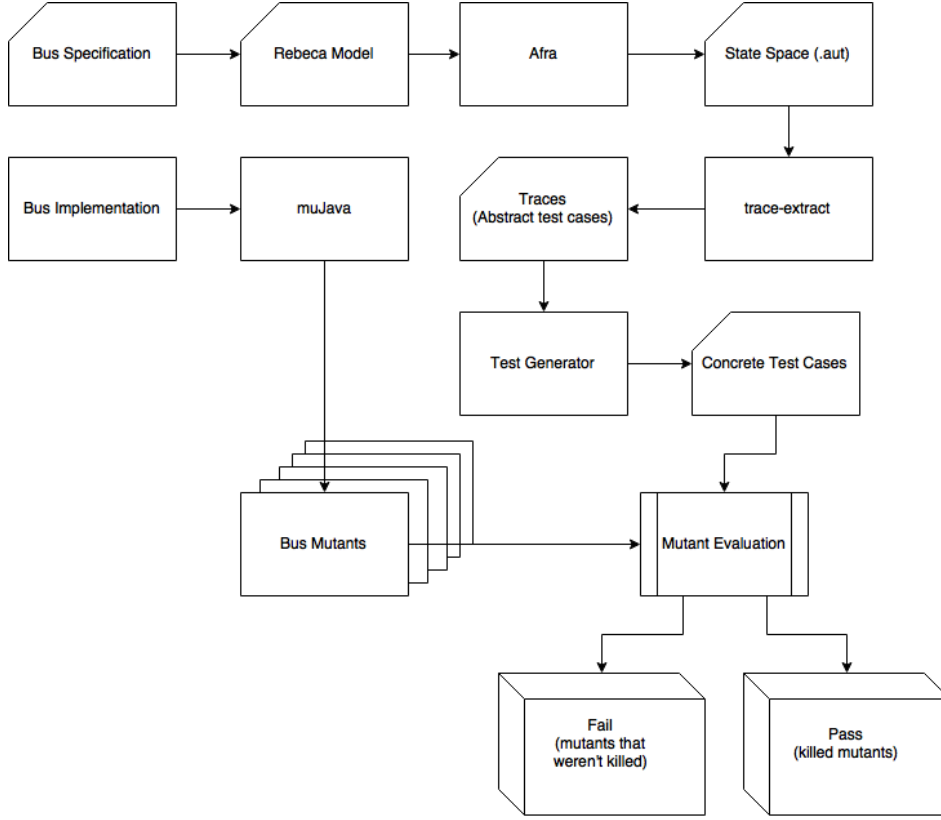 Bus Specification
Rebeca Model
Afra
State Space (.aut)
Bus Implementation
muJava
Traces
(Abstract test cases)
trace-extract
Test Generator
Concrete Test Cases
Bus Mutants
Mutant Evaluation
Fail
(mutants that
weren't killed)
Pass
(killed mutants)